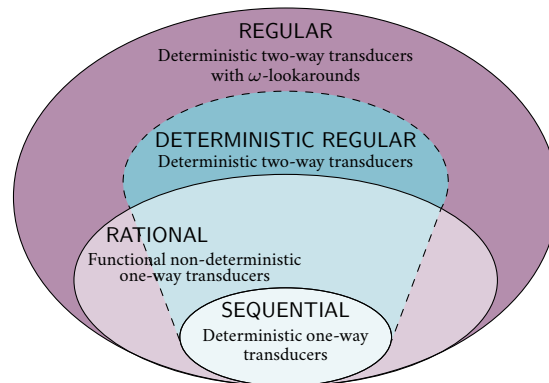 REGULAR
Deterministic two-way transducers
with ω-lookarounds
DETERMINISTIC REGULAR
Deterministic two-way transducers
RATIONAL
Functional non-deterministic
one-way transducers
SEQUENTIAL
Deterministic one-way
transducers